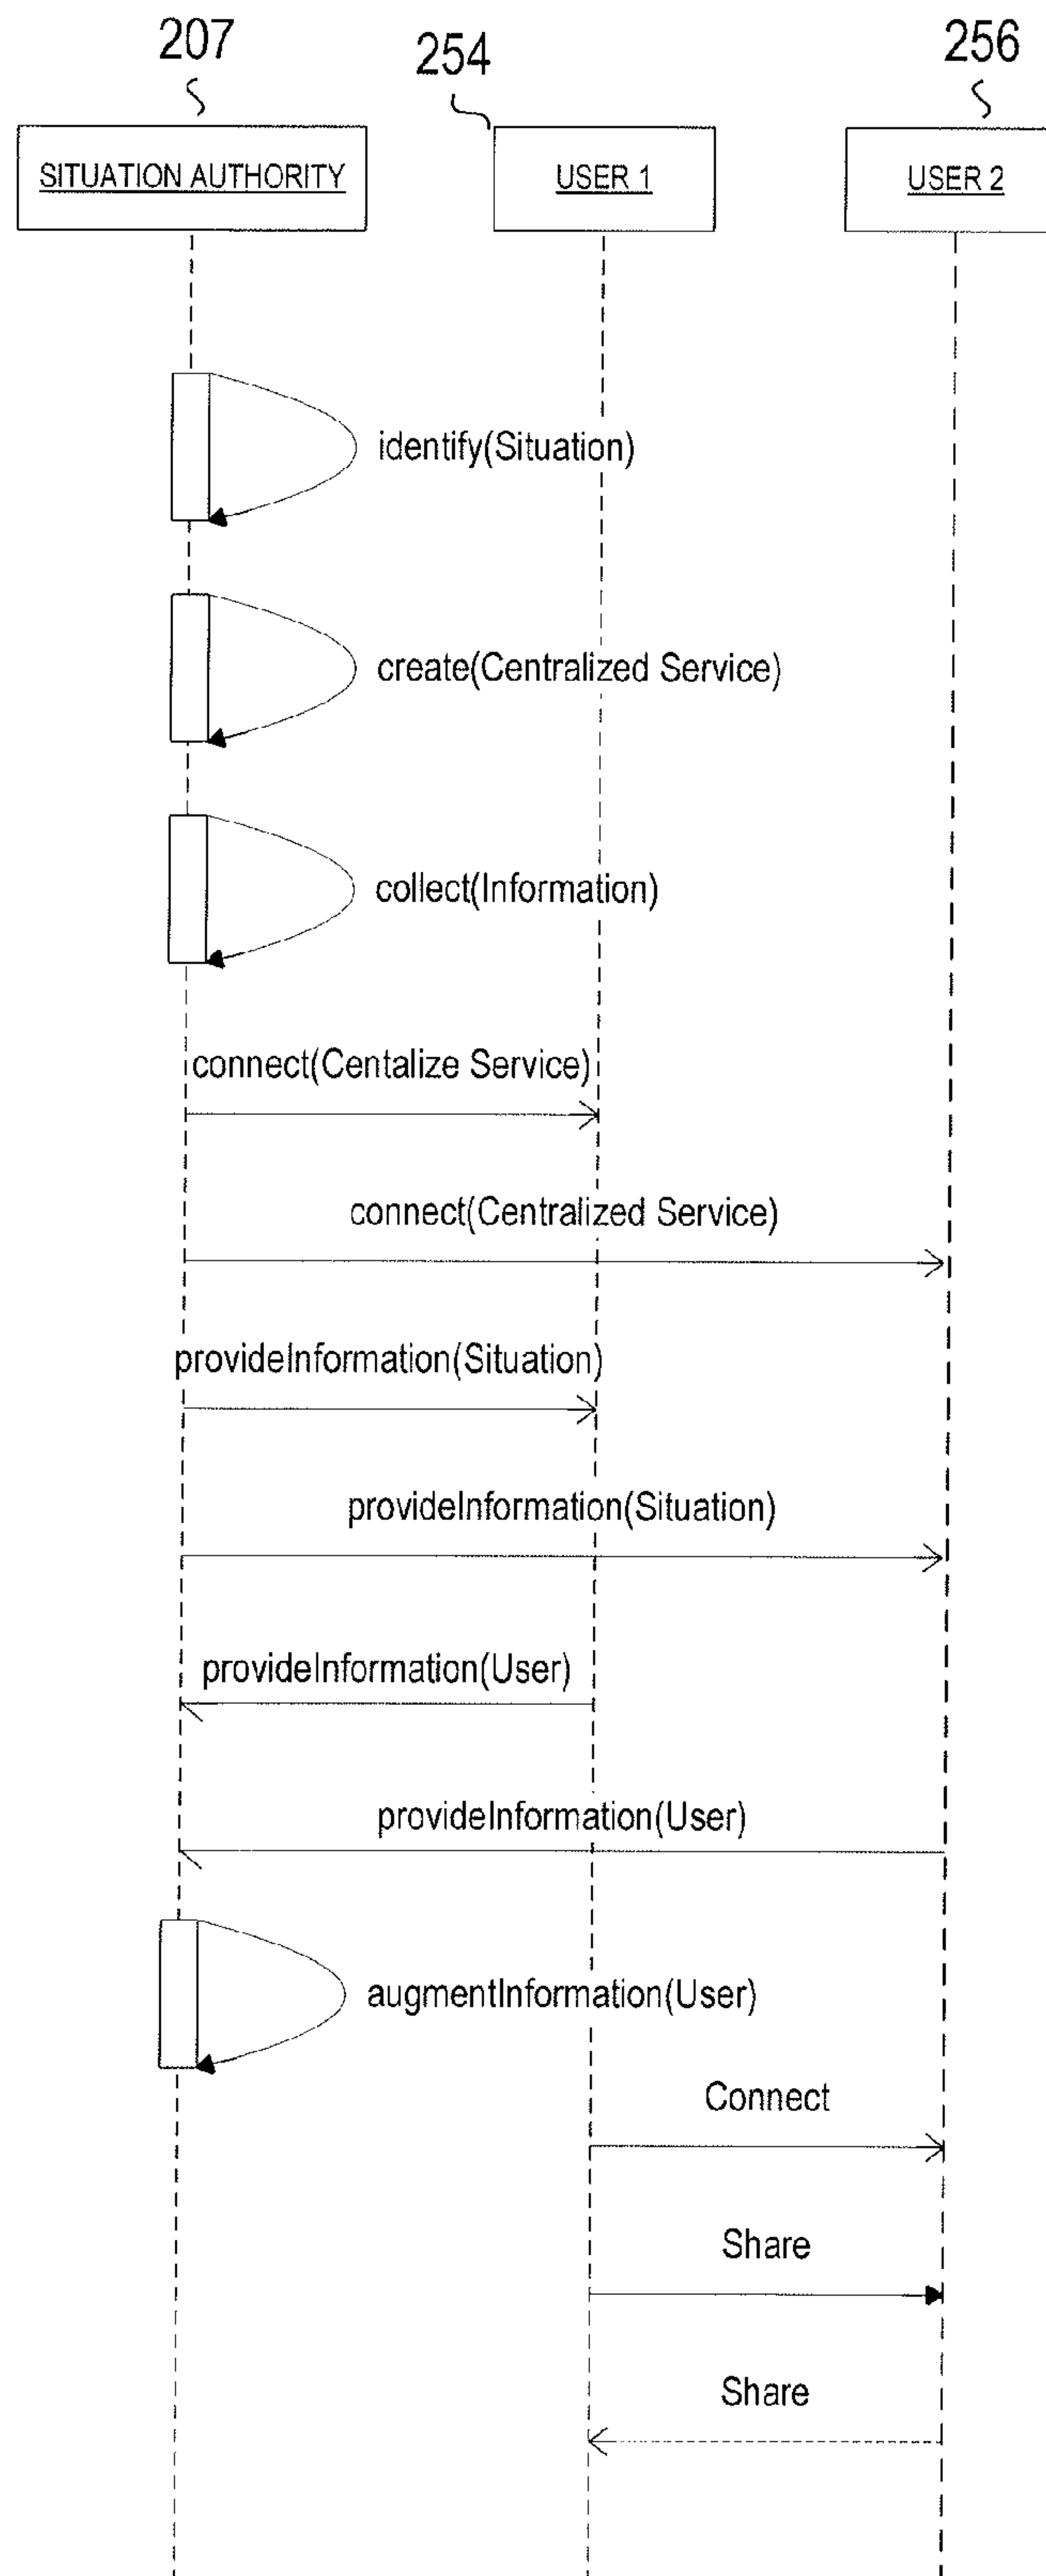 207
254
256
SITUATION AUTHORITY
USER 1
USER 2
identify(Situation)
create(Centralized Service)
collect(Information)
connect(Centalize Service)
connect(Centralized Service)
provideInformation(Situation)
provideInformation(Situation)
provideInformation(User)
provideInformation(User)
augmentInformation(User)
Connect
Share
Share